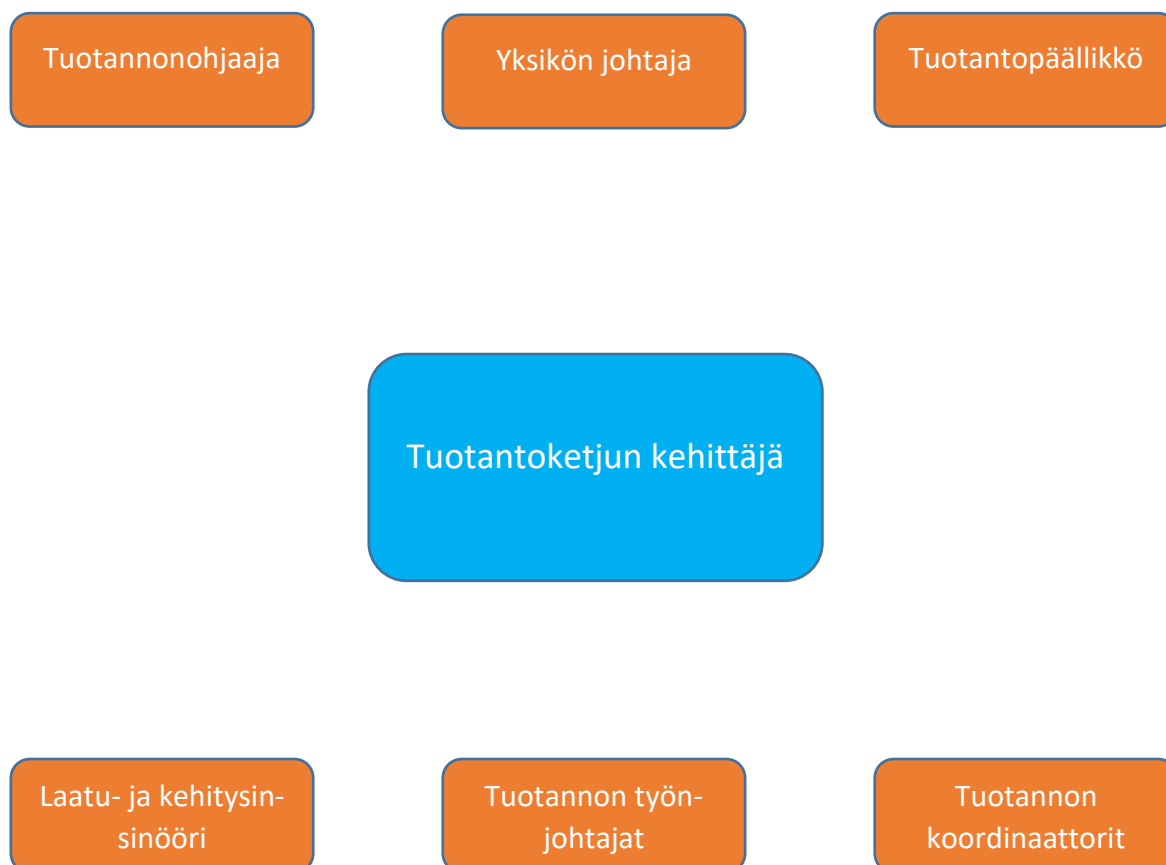 Tuotannonohjaaja
Yksikön johtaja
Tuotantopäällikkö
Tuotantoketjun kehittäjä
Laatu- ja kehitysin-
sinööri
Tuotannon työn-
johtajat
Tuotannon
koordinaattorit